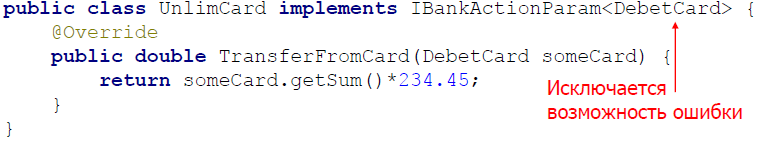 public class UnlimCard implements IBankActionParam<DebetCard> {
    @Override
    public double TransferFromCard(DebetCard someCard) {
        return someCard.getSum()*234.45;
    }
}
Исключается
возможность ошибки